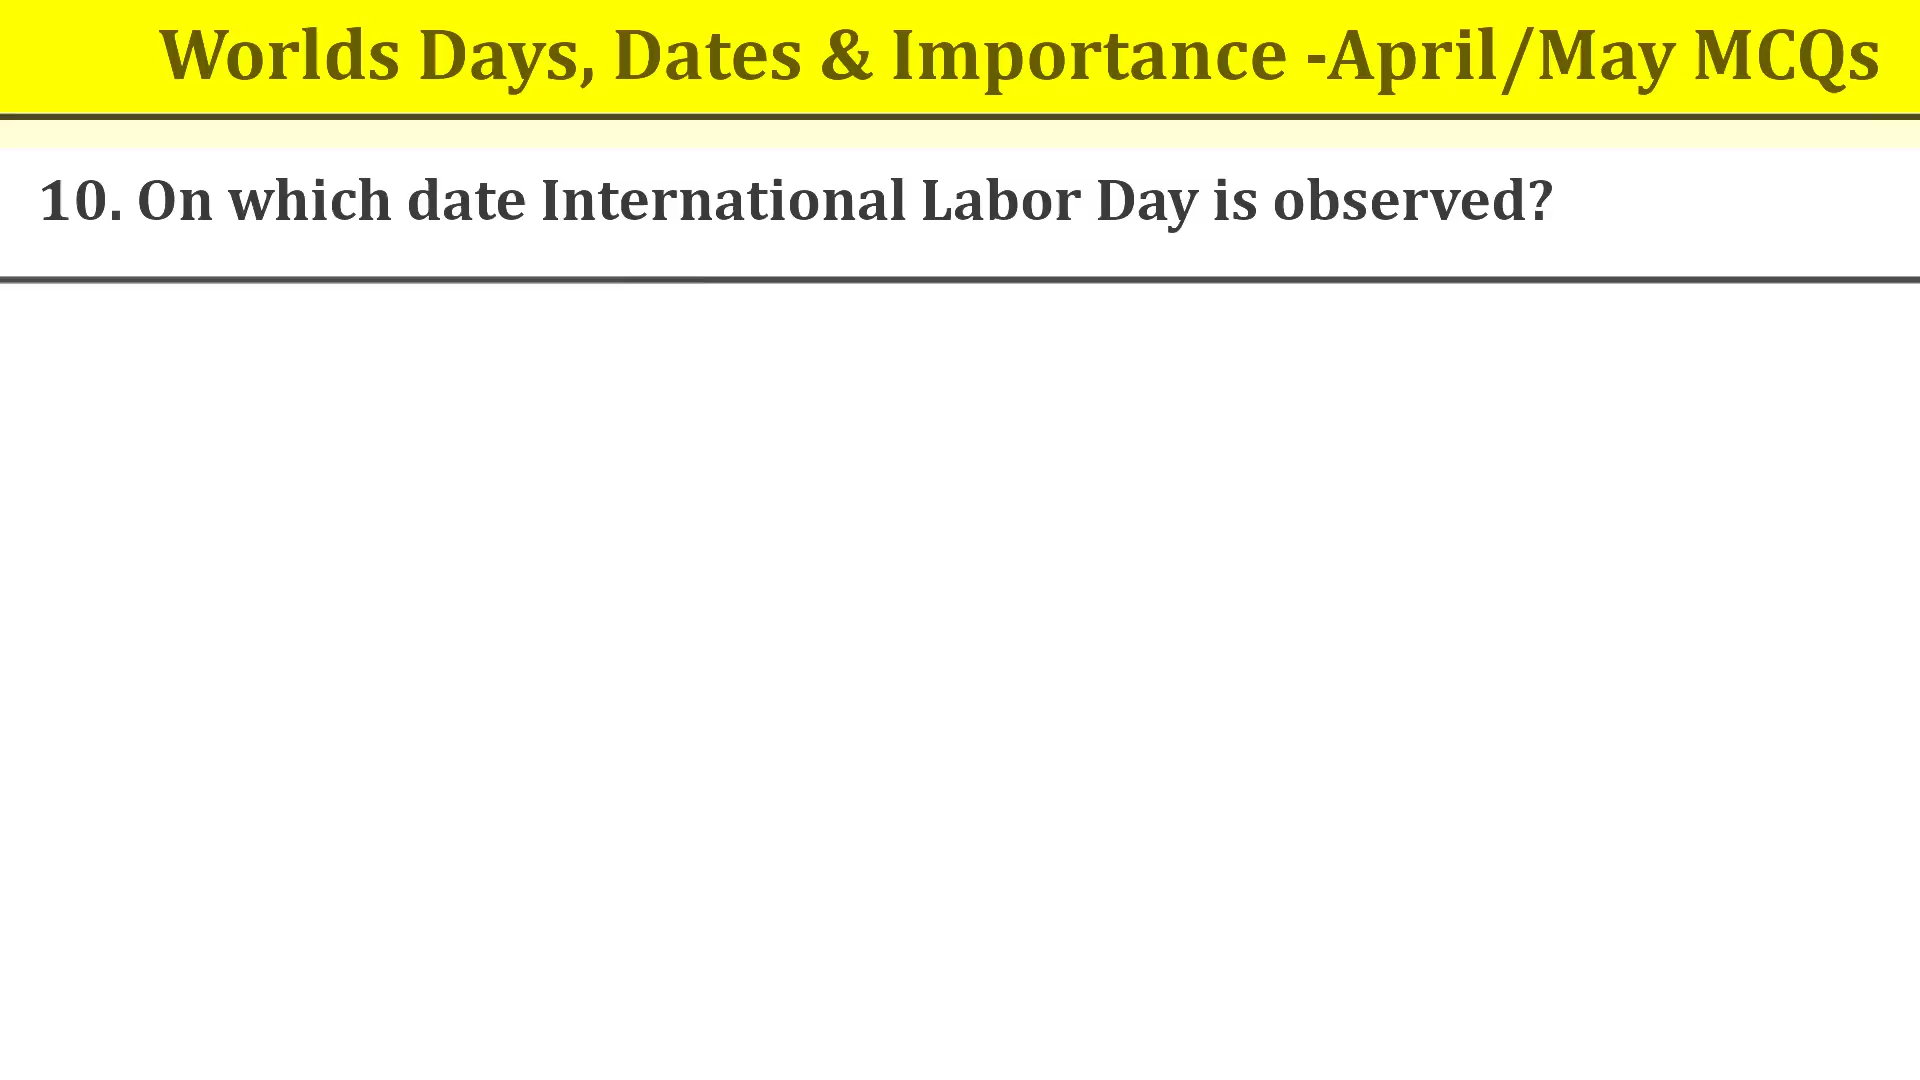 Worlds Days, Dates & Importance -April/May MCQs
10. On which date International Labor Day is observed?